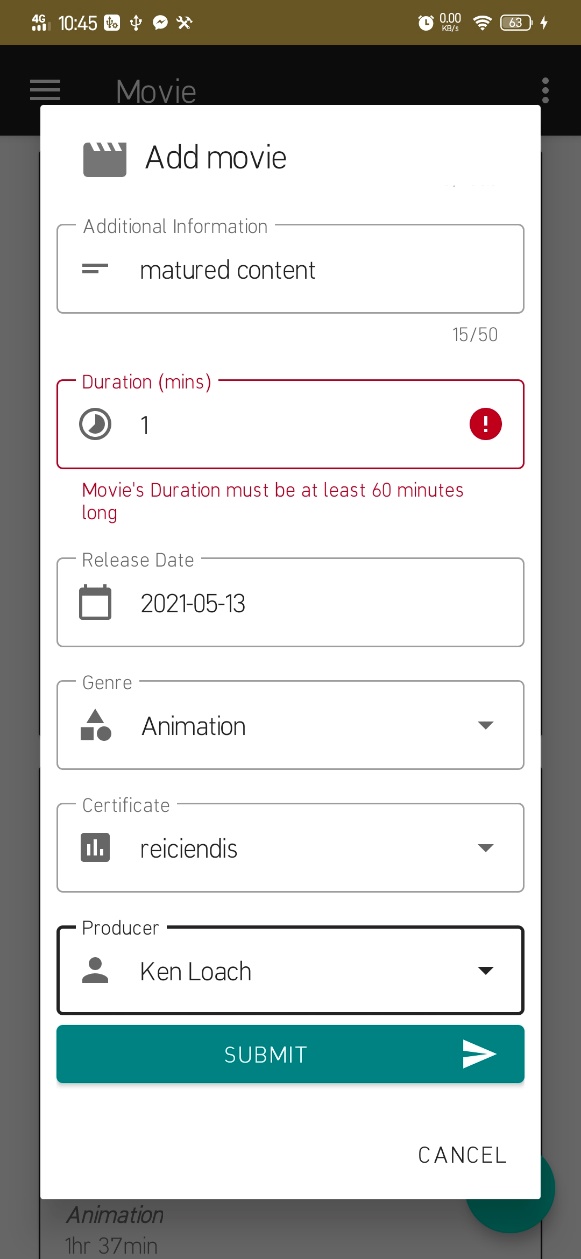 4G 10:45 0.00 KB/s 63
Movie
Add movie
Additional Information
matured content
15/50
Duration (mins)
1
Movie's Duration must be at least 60 minutes
long
Release Date
2021-05-13
Genre
Animation
Certificate
reiciendis
Producer
Ken Loach
SUBMIT
CANCEL
Animation
1hr 37min